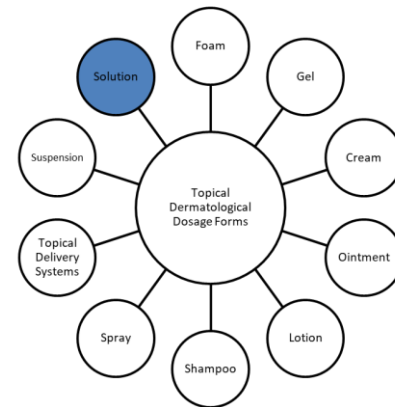 Foam
Solution
Gel
Suspension
Cream
Topical
Dermatological
Dosage Forms
Topical
Delivery
Systems
Ointment
Spray
Lotion
Shampoo